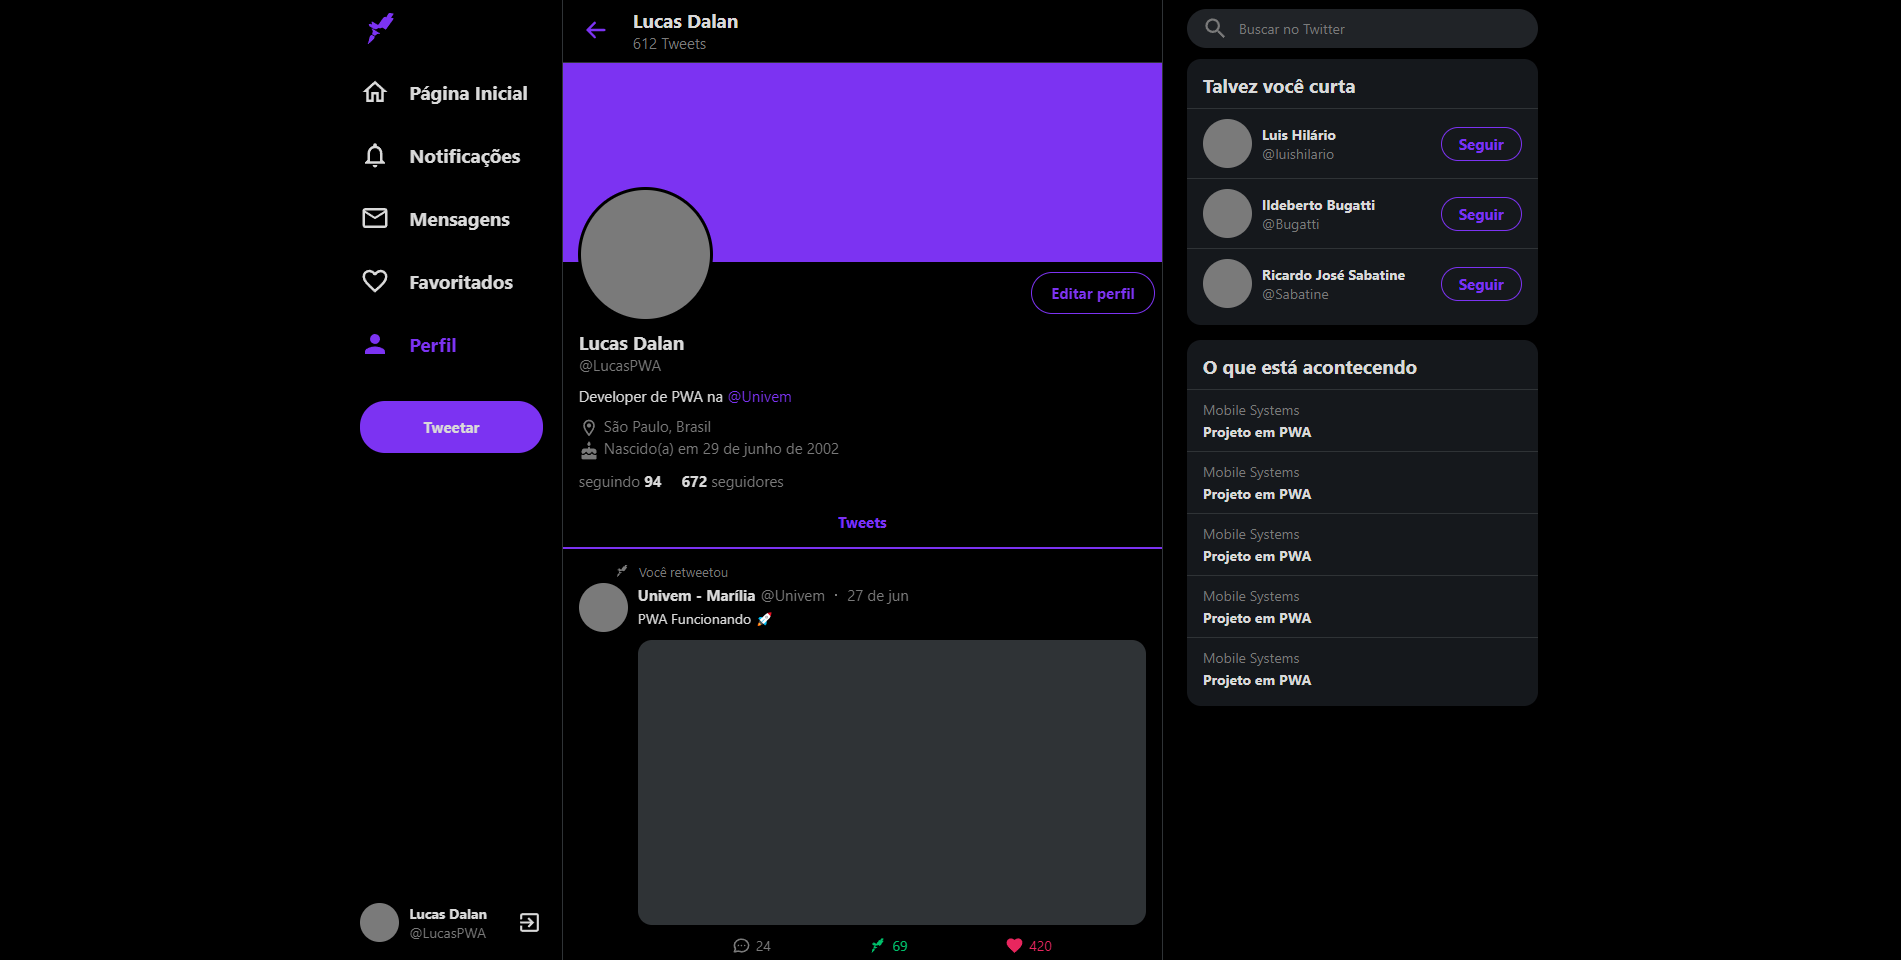 Página Inicial
Notificações
Mensagens
Favoritados
Perfil
Tweetar
Lucas Dalan
@LucasPWA
Lucas Dalan
612 Tweets
Editar perfil
Lucas Dalan
@LucasPWA
Developer de PWA na @Univem
São Paulo, Brasil
Nascido(a) em 29 de junho de 2002
seguindo 94 672 seguidores
Tweets
Você retweetou
Univem - Marília @Univem · 27 de jun
PWA Funcionando 🚀
24 69 420
Buscar no Twitter
Talvez você curta
Luis Hilário
@luishilario
Seguir
Ildeberto Bugatti
@Bugatti
Seguir
Ricardo José Sabatine
@Sabatine
Seguir
O que está acontecendo
Mobile Systems
Projeto em PWA
Mobile Systems
Projeto em PWA
Mobile Systems
Projeto em PWA
Mobile Systems
Projeto em PWA
Mobile Systems
Projeto em PWA